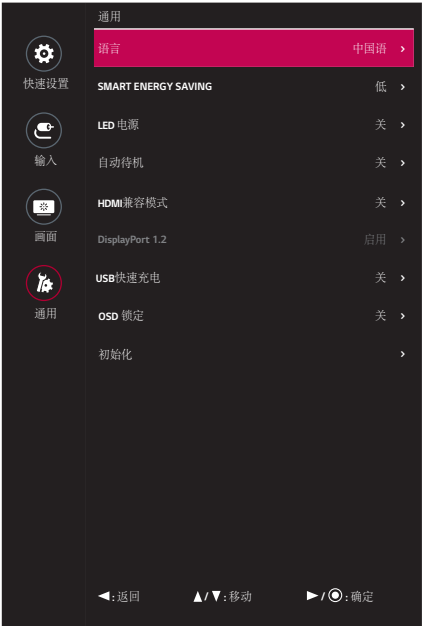 通用
语言 中国语
快速设置
SMART ENERGY SAVING 低
LED 电源 关
输入
自动待机 关
HDMI兼容模式 关
画面
DisplayPort 1.2 启用
USB快速充电 关
通用
OSD 锁定 关
初始化
◄: 返回 ▲/▼: 移动 ►/◉: 确定